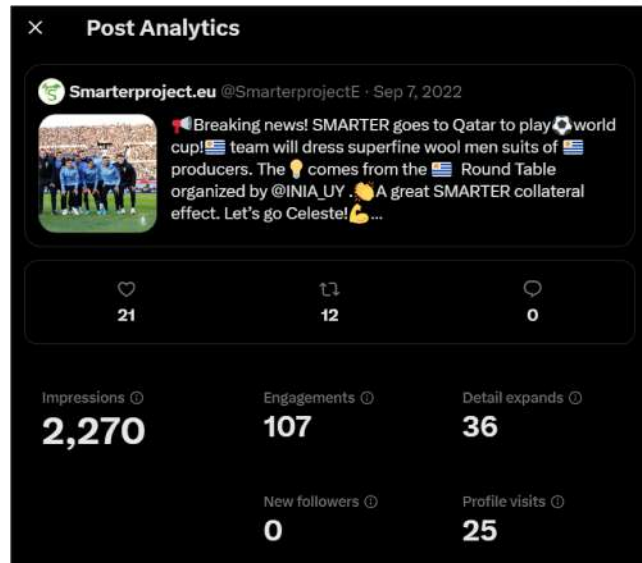 Post Analytics
Smarterproject.eu @SmarterprojectE · Sep 7, 2022
📢Breaking news! SMARTER goes to Qatar to play⚽world
cup!🇺🇾 team will dress superfine wool men suits of 🇺🇾
producers. The 💡 comes from the 🇺🇾 Round Table
organized by @INIA_UY .👏A great SMARTER collateral
effect. Let's go Celeste!💪...
21 12 0
Impressions Engagements Detail expands
2,270 107 36
New followers Profile visits
0 25